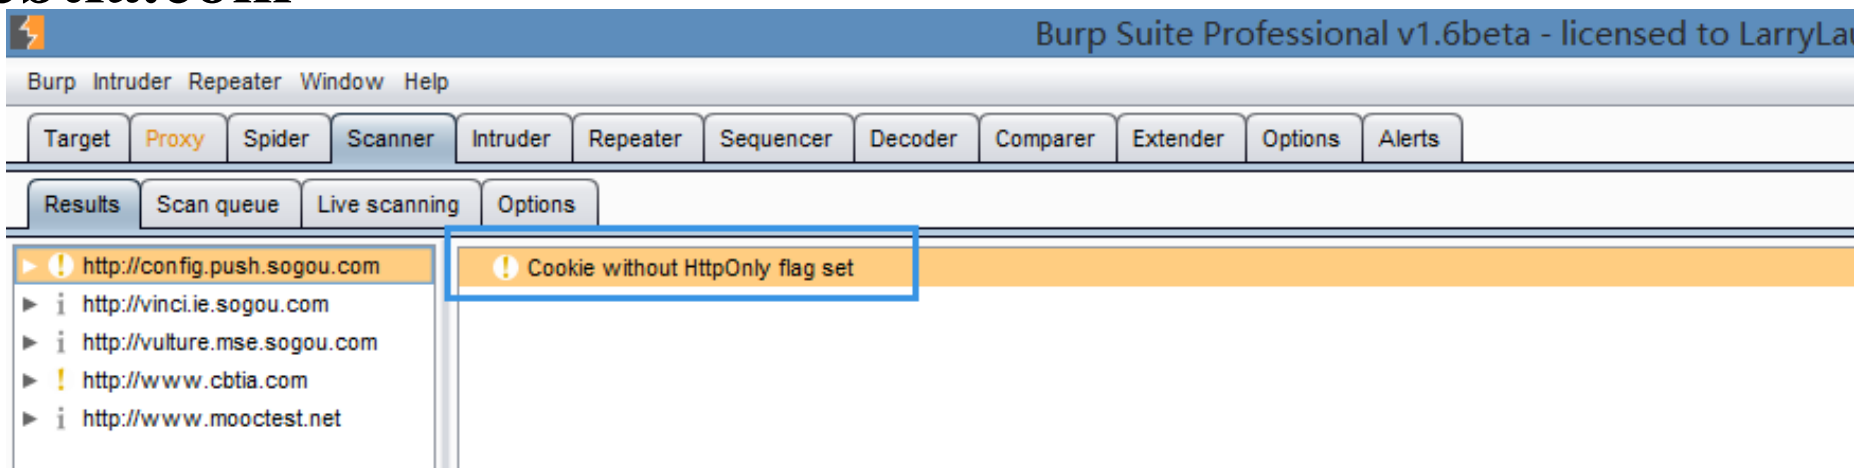 Burp Suite Professional v1.6beta - licensed to LarryLau
Burp Intruder Repeater Window Help
Target Proxy Spider Scanner Intruder Repeater Sequencer Decoder Comparer Extender Options Alerts
Results Scan queue Live scanning Options
! http://config.push.sogou.com
! Cookie without HttpOnly flag set
i http://vinci.ie.sogou.com
i http://vulture.mse.sogou.com
! http://www.cbtia.com
i http://www.mooctest.net